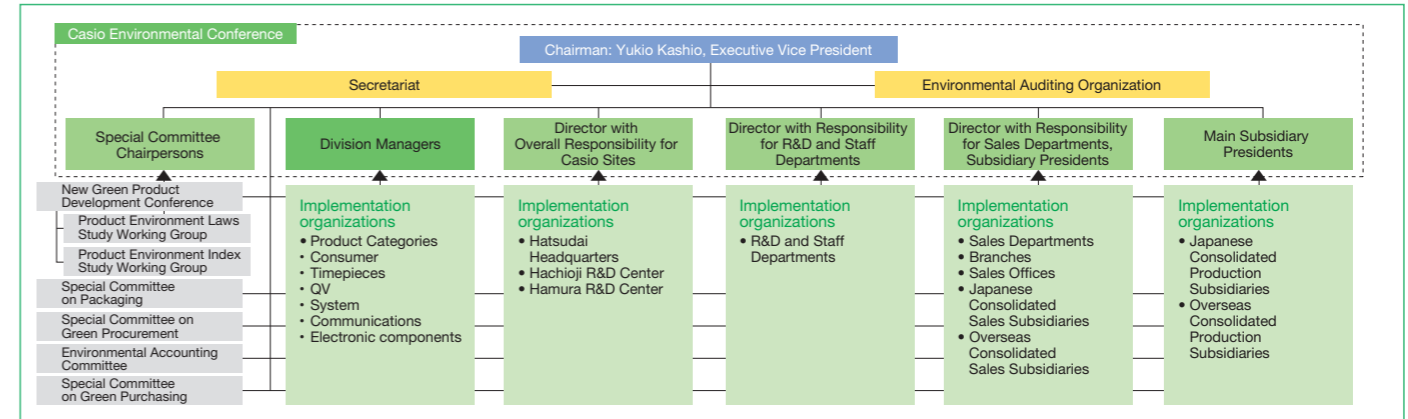 Casio Environmental Conference
Chairman: Yukio Kashio, Executive Vice President
Secretariat
Environmental Auditing Organization
Special Committee
Chairpersons
Division Managers
Director with
Overall Responsibility for
Casio Sites
Director with Responsibility
for R&D and Staff
Departments
Director with Responsibility
for Sales Departments,
Subsidiary Presidents
Main Subsidiary
Presidents
New Green Product
Development Conference
Product Environment Laws
Study Working Group
Product Environment Index
Study Working Group
Special Committee
on Packaging
Special Committee on
Green Procurement
Environmental Accounting
Committee
Special Committee
on Green Purchasing
Implementation
organizations
• Product Categories
・ Consumer
・ Timepieces
・ QV
・ System
・ Communications
・ Electronic components
Implementation
organizations
• Hatsudai
Headquarters
• Hachioji R&D Center
• Hamura R&D Center
Implementation
organizations
• R&D and Staff
Departments
Implementation
organizations
• Sales Departments
• Branches
• Sales Offices
• Japanese
Consolidated
Sales Subsidiaries
• Overseas
Consolidated
Sales Subsidiaries
Implementation
organizations
• Japanese
Consolidated
Production
Subsidiaries
• Overseas
Consolidated
Production
Subsidiaries